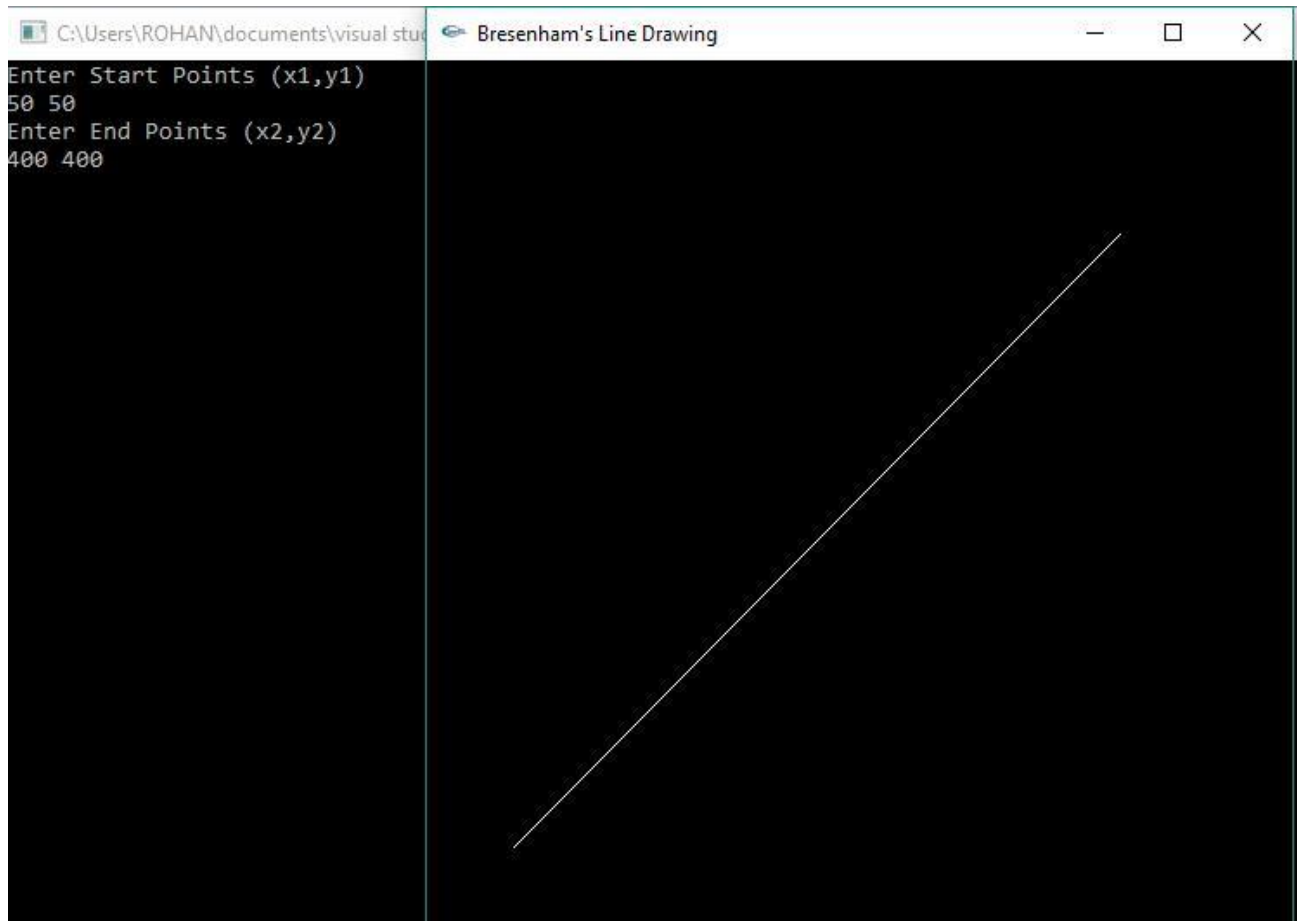 C:\Users\ROHAN\documents\visual stu
Bresenham's Line Drawing
Enter Start Points (x1,y1)
50 50
Enter End Points (x2,y2)
400 400